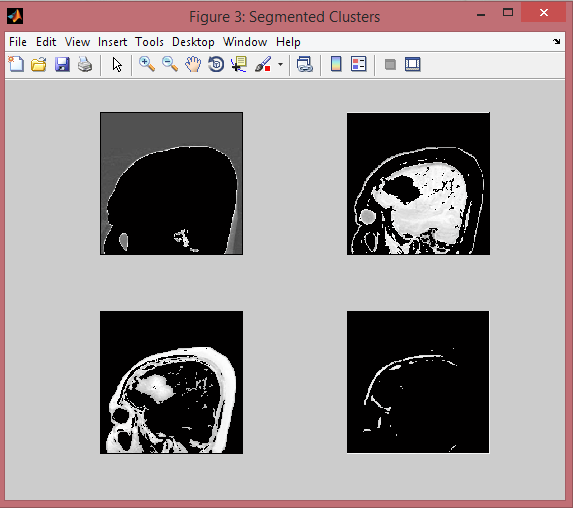 Figure 3: Segmented Clusters
File Edit View Insert Tools Desktop Window Help